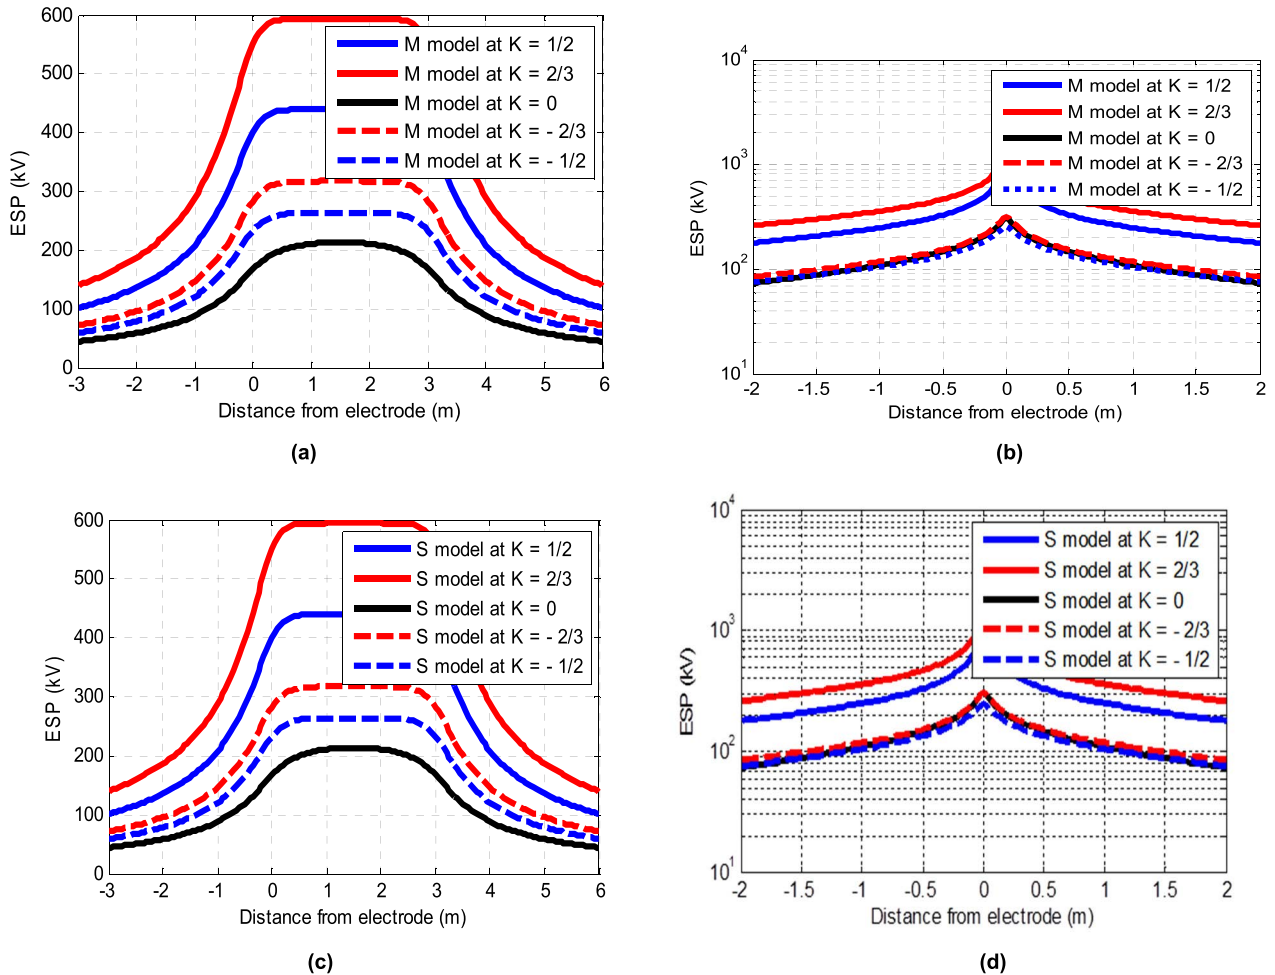 600
500
400
300
200
100
0
ESP (kV)
M model at K = 1/2
M model at K = 2/3
M model at K = 0
M model at K = - 2/3
M model at K = - 1/2
-3 -2 -1 0 1 2 3 4 5 6
Distance from electrode (m)
(a)
10^4
10^3
10^2
10^1
ESP (kV)
M model at K = 1/2
M model at K = 2/3
M model at K = 0
M model at K = - 2/3
M model at K = - 1/2
-2 -1.5 -1 -0.5 0 0.5 1 1.5 2
Distance from electrode (m)
(b)
600
500
400
300
200
100
0
ESP (kV)
S model at K = 1/2
S model at K = 2/3
S model at K = 0
S model at K = - 2/3
S model at K = - 1/2
-3 -2 -1 0 1 2 3 4 5 6
Distance from electrode (m)
(c)
10^4
10^3
10^2
10^1
ESP (kV)
S model at K = 1/2
S model at K = 2/3
S model at K = 0
S model at K = - 2/3
S model at K = - 1/2
-2 -1.5 -1 -0.5 0 0.5 1 1.5 2
Distance from electrode (m)
(d)